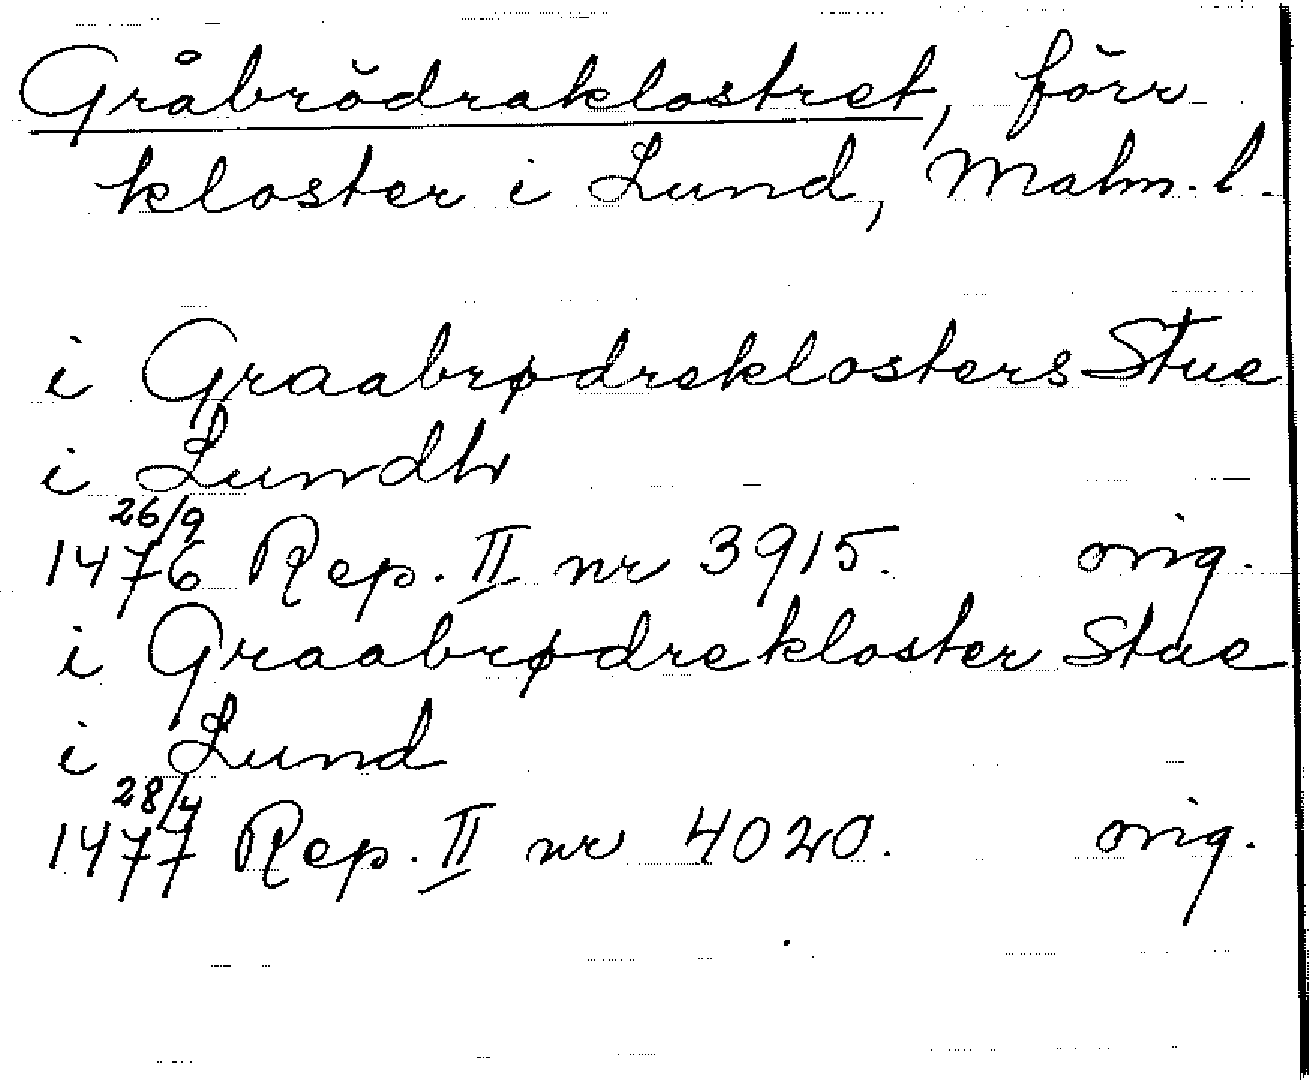 Gråbrödraklostret, förr
kloster i Lund, Malm. l.
i Graabrødreklosters Stue
i Lundh
26/9
1476 Rep. II nr 3915. orig.
i Graabrødrekloster Stue
i Lund
28/4
1477 Rep. II nr 4020. orig.